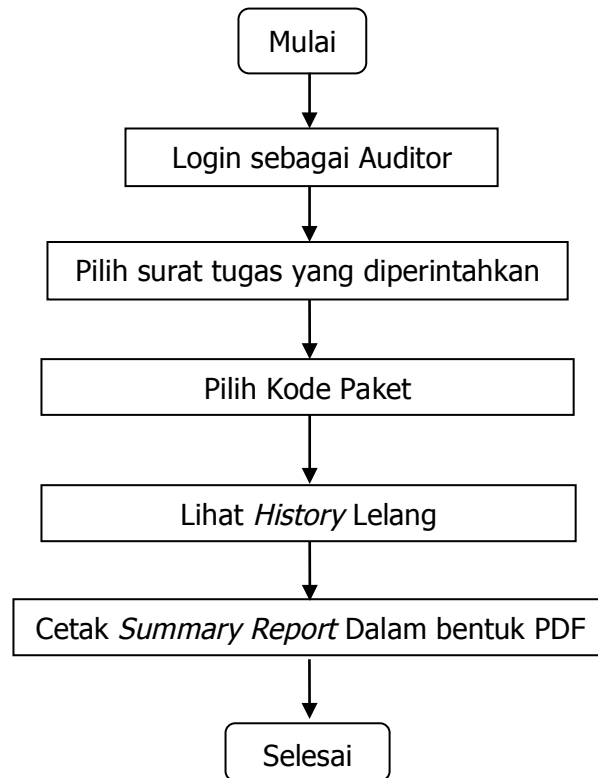 Mulai
Login sebagai Auditor
Pilih surat tugas yang diperintahkan
Pilih Kode Paket
Lihat History Lelang
Cetak Summary Report Dalam bentuk PDF
Selesai